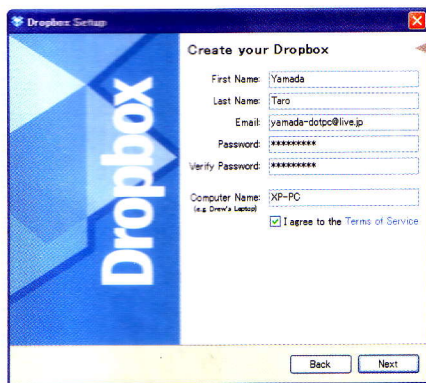 Dropbox Setup
Dropbox
Create your Dropbox
First Name: Yamada
Last Name: Taro
Email: yamada-dotpc@live.jp
Password: *********
Verify Password: *********
Computer Name: XP-PC
(e.g. Drew's Laptop)
I agree to the Terms of Service
Back Next